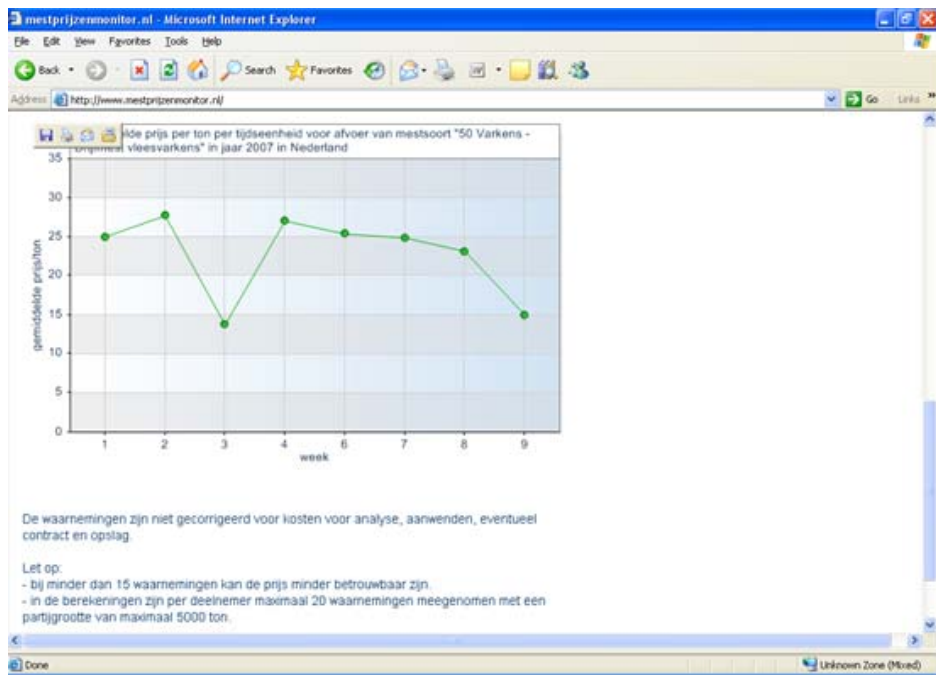 mestprijzenmonitor.nl - Microsoft Internet Explorer
File Edit View Favorites Tools Help
Back Search Favorites
Address http://www.mestprijzenmonitor.nl/ Go Links »
lde prijs per ton per tijdseenheid voor afvoer van mestsoort "50 Varkens -
vleesvarkens" in jaar 2007 in Nederland
35
30
25
20
15
10
5
0
gemiddelde prijs/ton
1 2 3 4 6 7 8 9
week
De waarnemingen zijn niet gecorrigeerd voor kosten voor analyse, aanwenden, eventueel
contract en opslag.
Let op:
- bij minder dan 15 waarnemingen kan de prijs minder betrouwbaar zijn.
- in de berekeningen zijn per deelnemer maximaal 20 waarnemingen meegenomen met een
partijgrootte van maximaal 5000 ton.
Done Unknown Zone (Mixed)